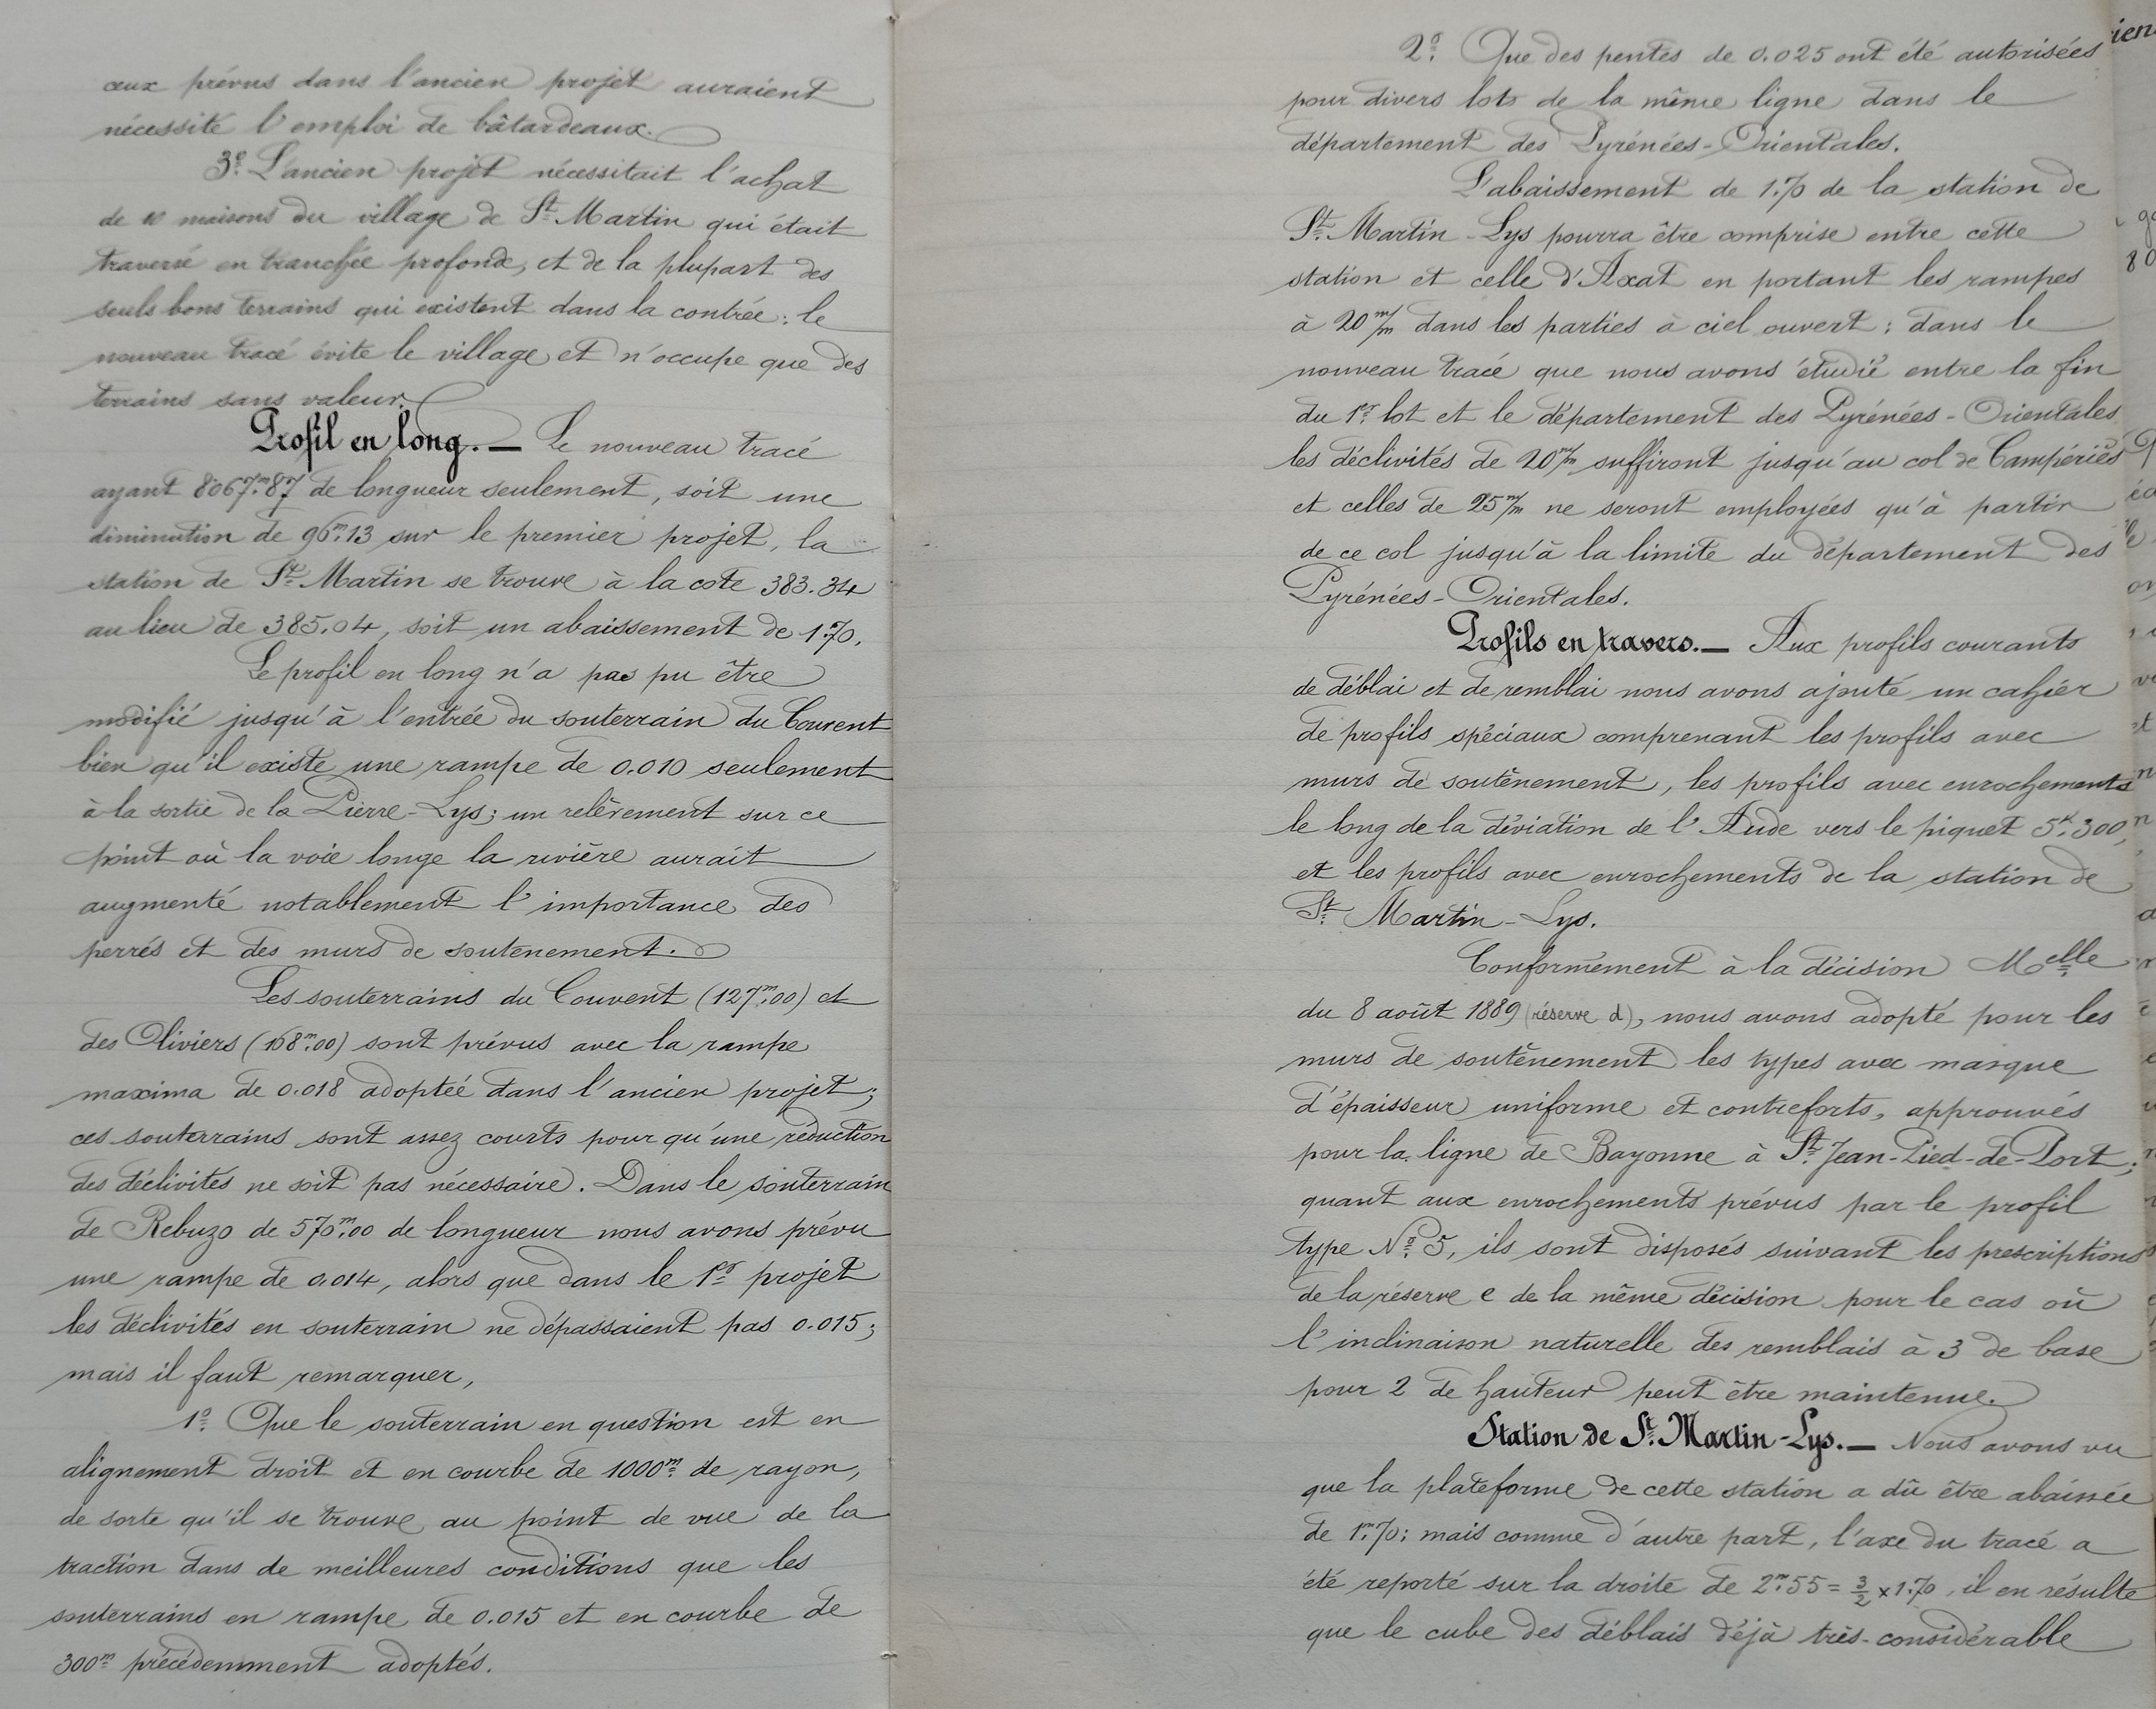 ceux prévus dans l'ancien projet auraient
nécessité l'emploi de bâtardeaux.
3º. L'ancien projet nécessitait l'achat
de 10 maisons du village de St. Martin qui était
traversé en tranchée profonde, et de la plupart des
seuls bons terrains qui existent dans la contrée: le
nouveau tracé évite le village et n'occupe que des
terrains sans valeur.
Profil en long. — Le nouveau tracé
ayant 8067m.87 de longueur seulement, soit une
diminution de 96m.13 sur le premier projet, la
station de St. Martin se trouve à la cote 383.34
au lieu de 385.04, soit un abaissement de 1.70.
Le profil en long n'a pas pu être
modifié jusqu'à l'entrée du souterrain du Couvent
bien qu'il existe une rampe de 0.010 seulement
à la sortie de la Pierre-Lys; un relèvement sur ce
point où la voie longe la rivière aurait
augmenté notablement l'importance des
perrés et des murs de soutenement.
Les souterrains du Couvent (127m.00) et
des Oliviers (168m.00) sont prévus avec la rampe
maxima de 0.018 adoptée dans l'ancien projet;
ces souterrains sont assez courts pour qu'une réduction
des déclivités ne soit pas nécessaire. Dans le souterrain
de Rebuzo de 570m.00 de longueur nous avons prévu
une rampe de 0.014, alors que dans le 1er projet
les déclivités en souterrain ne dépassaient pas 0.015;
mais il faut remarquer,
1º. Que le souterrain en question est en
alignement droit et en courbe de 1000m. de rayon,
de sorte qu'il se trouve au point de vue de la
traction dans de meilleures conditions que les
souterrains en rampe de 0.015 et en courbe de
300m. précédemment adoptés.
2º. Que des pentes de 0.025 ont été autorisées
pour divers lots de la même ligne dans le
département des Pyrénées-Orientales.
L'abaissement de 1.70 de la station de
St. Martin-Lys pourra être comprise entre cette
station et celle d'Axat en portant les rampes
à 20 m/m dans les parties à ciel ouvert; dans le
nouveau tracé que nous avons étudié entre la fin
du 1er lot et le département des Pyrénées-Orientales
les déclivités de 20 m/m suffiront jusqu'au col de Campériès
et celles de 25 m/m ne seront employées qu'à partir
de ce col jusqu'à la limite du département des
Pyrénées-Orientales.
Profils en travers. — Aux profils courants
de déblai et de remblai nous avons ajouté un cahier
de profils spéciaux comprenant les profils avec
murs de soutènement, les profils avec enrochements
le long de la déviation de l'Aude vers le piquet 5k.300,
et les profils avec enrochements de la station de
St. Martin-Lys.
Conformément à la décision Melle
du 8 août 1889 (réserve d), nous avons adopté pour les
murs de soutènement les types avec masque
d'épaisseur uniforme et contreforts, approuvés
pour la ligne de Bayonne à St. Jean-Pied-de-Port;
quant aux enrochements prévus par le profil
type Nº. 5, ils sont disposés suivant les prescriptions
de la réserve e de la même décision pour le cas où
l'inclinaison naturelle des remblais à 3 de base
pour 2 de hauteur peut être maintenue.
Station de St. Martin-Lys. — Nous avons vu
que la plateforme de cette station a dû être abaissée
de 1m.70; mais comme d'autre part, l'axe du tracé a
été reporté sur la droite de 2m.55 = 3/2 x 1.70, il en résulte
que le cube des déblais déjà très-considérable